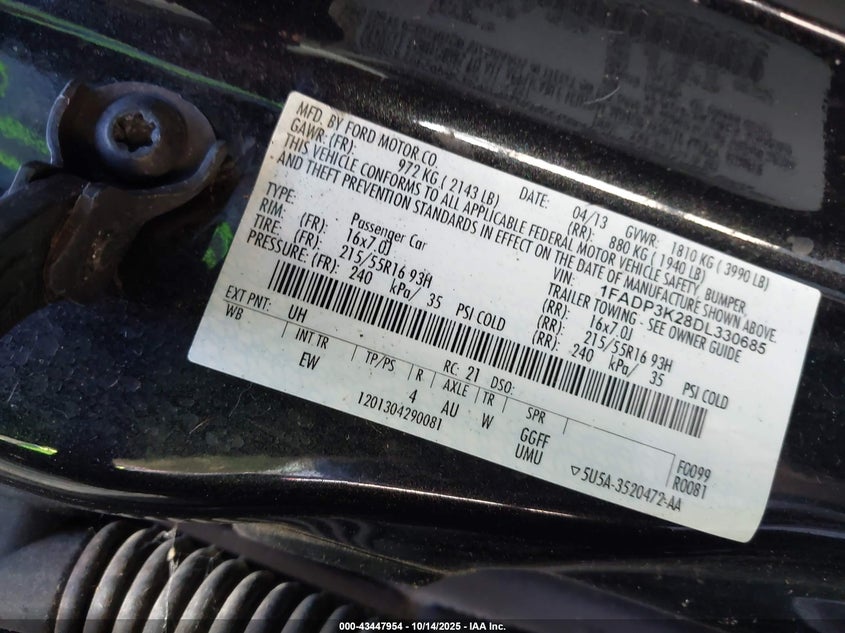 MFD. BY FORD MOTOR CO.
DATE: 04/13 GVWR: 1810 KG ( 3990 LB)
GAWR: (FR): 972 KG ( 2143 LB) (RR): 880 KG ( 1940 LB)
THIS VEHICLE CONFORMS TO ALL APPLICABLE FEDERAL MOTOR VEHICLE SAFETY, BUMPER,
AND THEFT PREVENTION STANDARDS IN EFFECT ON THE DATE OF MANUFACTURE SHOWN ABOVE.
VIN: 1FADP3K28DL330685
TYPE: Passenger Car TRAILER TOWING - SEE OWNER GUIDE
RIM: (FR): 16x7.0J (RR): 16x7.0J
TIRE: (FR): 215/55R16 93H (RR): 215/55R16 93H
PRESSURE: (FR): 240 kPa/ 35 PSI COLD (RR): 240 kPa/ 35 PSI COLD
EXT PNT: UH RC: 21 DSO:
WB INT TR TP/PS R AXLE TR SPR
EW 4 AU W GGFF F0099
UMU R0081
1201304290081 5U5A-3520472-AA
000-43447954 - 10/14/2025 - IAA Inc.